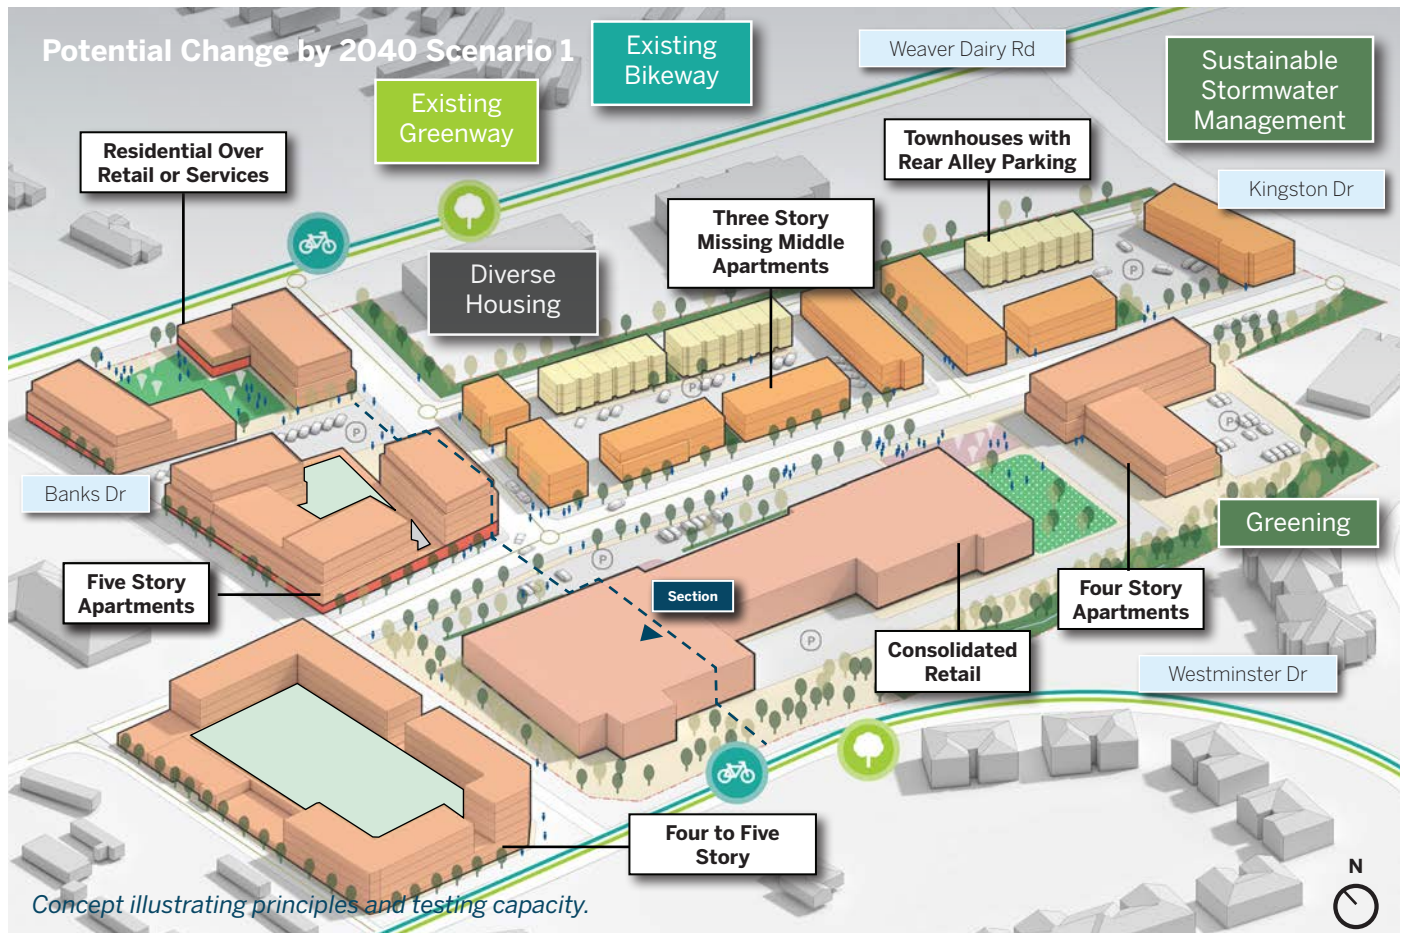 Potential Change by 2040 Scenario 1
Existing
Bikeway
Weaver Dairy Rd
Sustainable
Stormwater
Management
Existing
Greenway
Townhouses with
Rear Alley Parking
Residential Over
Retail or Services
Kingston Dr
Three Story
Missing Middle
Apartments
Diverse
Housing
P
P
P
P
Banks Dr
Greening
P
Five Story
Apartments
Section
Four Story
Apartments
P
Consolidated
Retail
Westminster Dr
Four to Five
Story
N
Concept illustrating principles and testing capacity.